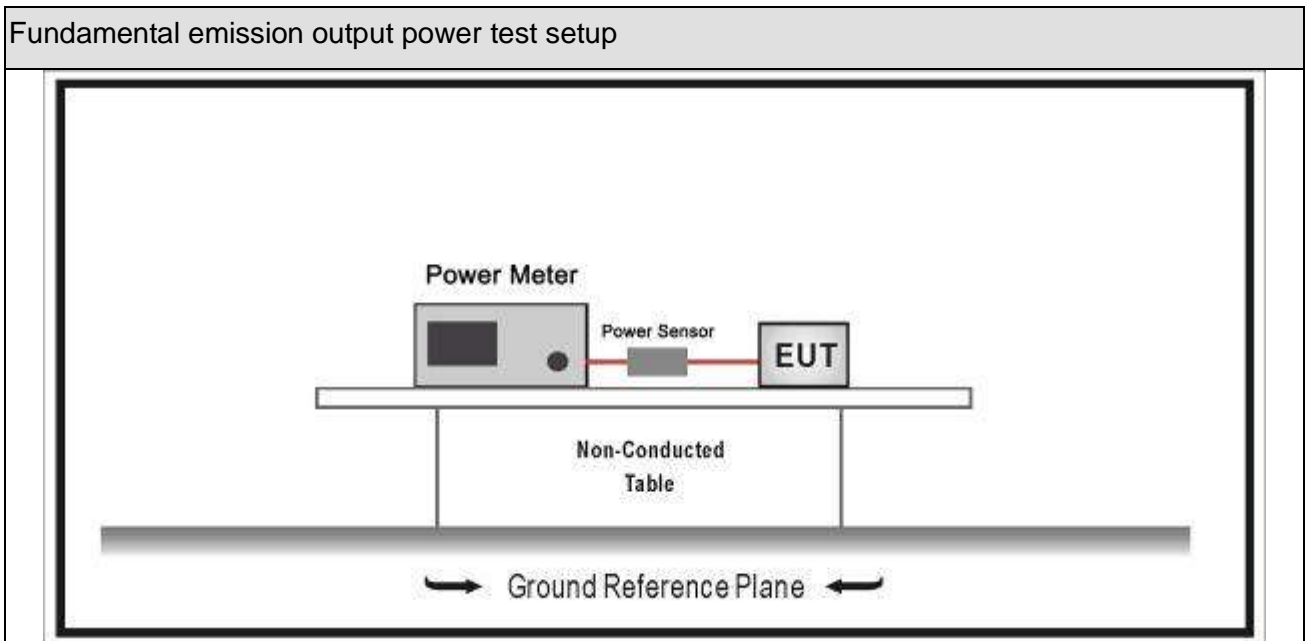 Fundamental emission output power test setup
Power Meter
Power Sensor
EUT
Non-Conducted
Table
Ground Reference Plane